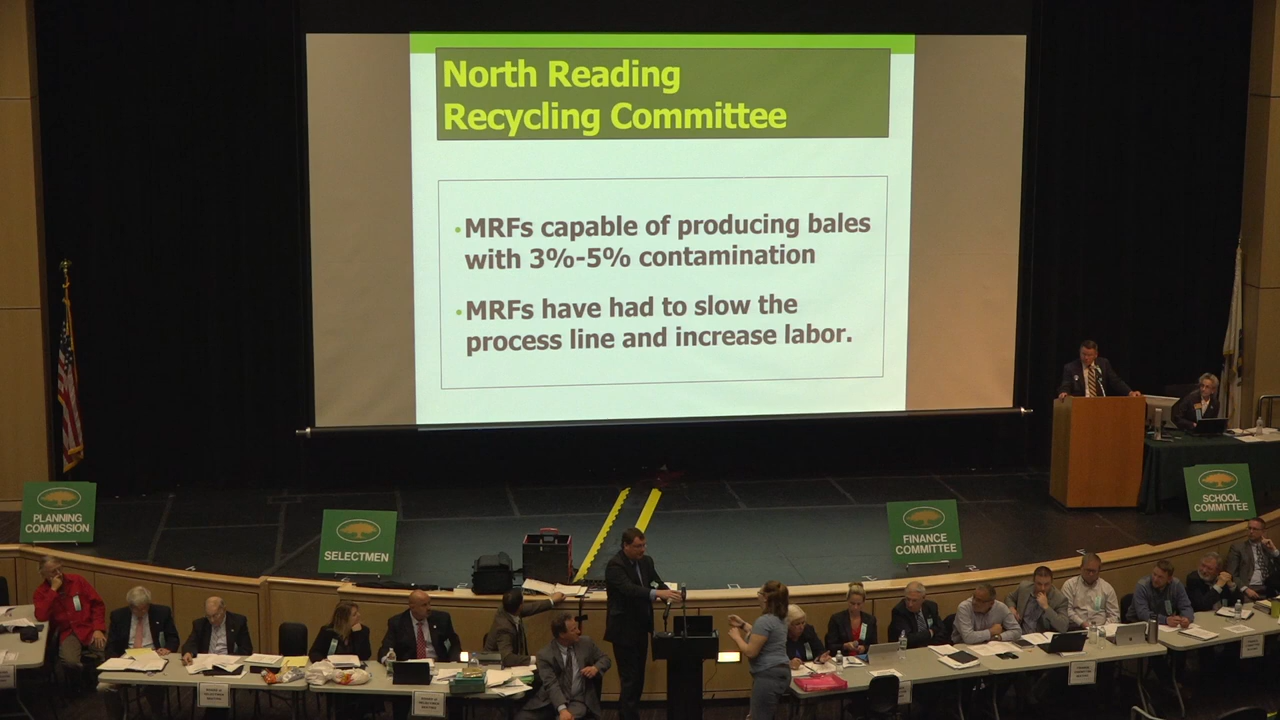 North Reading
Recycling Committee
•MRFs capable of producing bales
with 3%-5% contamination
•MRFs have had to slow the
process line and increase labor.
PLANNING
COMMISSION
SELECTMEN
FINANCE
COMMITTEE
SCHOOL
COMMITTEE